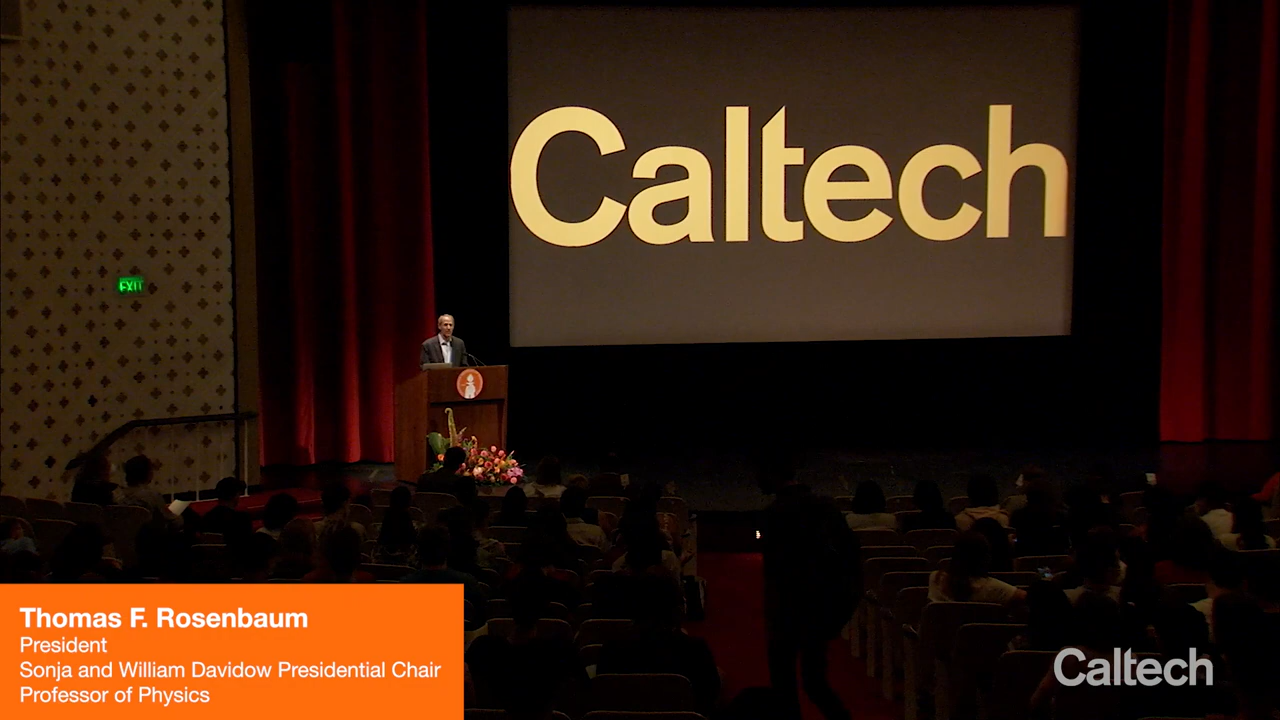 Caltech
EXIT
Thomas F. Rosenbaum
President
Sonja and William Davidow Presidential Chair
Professor of Physics
Caltech